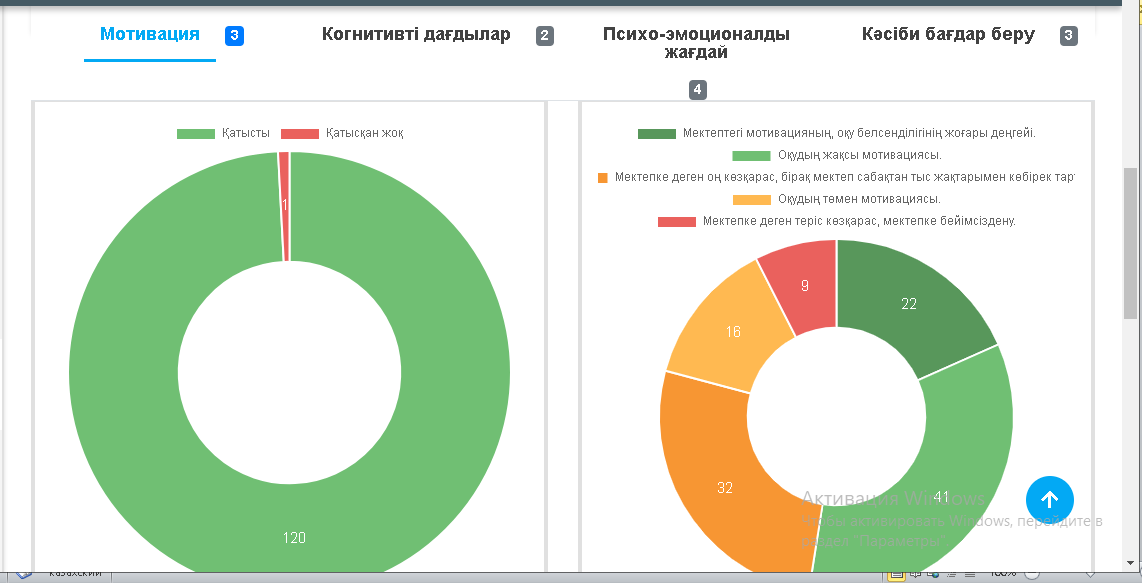 Мотивация 3
Когнитивті дағдылар 2
Психо-эмоционалды
жағдай
4
Кәсіби бағдар беру 3
Қатысты
Қатысқан жоқ
1
120
Мектептегі мотивацияның, оқу белсенділігінің жоғары деңгейі.
Оқудың жақсы мотивациясы.
Мектепке деген оң көзқарас, бірақ мектеп сабақтан тыс жақтарымен көбірек тарт
Оқудың төмен мотивациясы.
Мектепке деген теріс көзқарас, мектепке бейімсіздену.
9
22
16
32
41
Активация Windows
Чтобы активировать Windows, перейдите в
раздел "Параметры".
казахский
100%